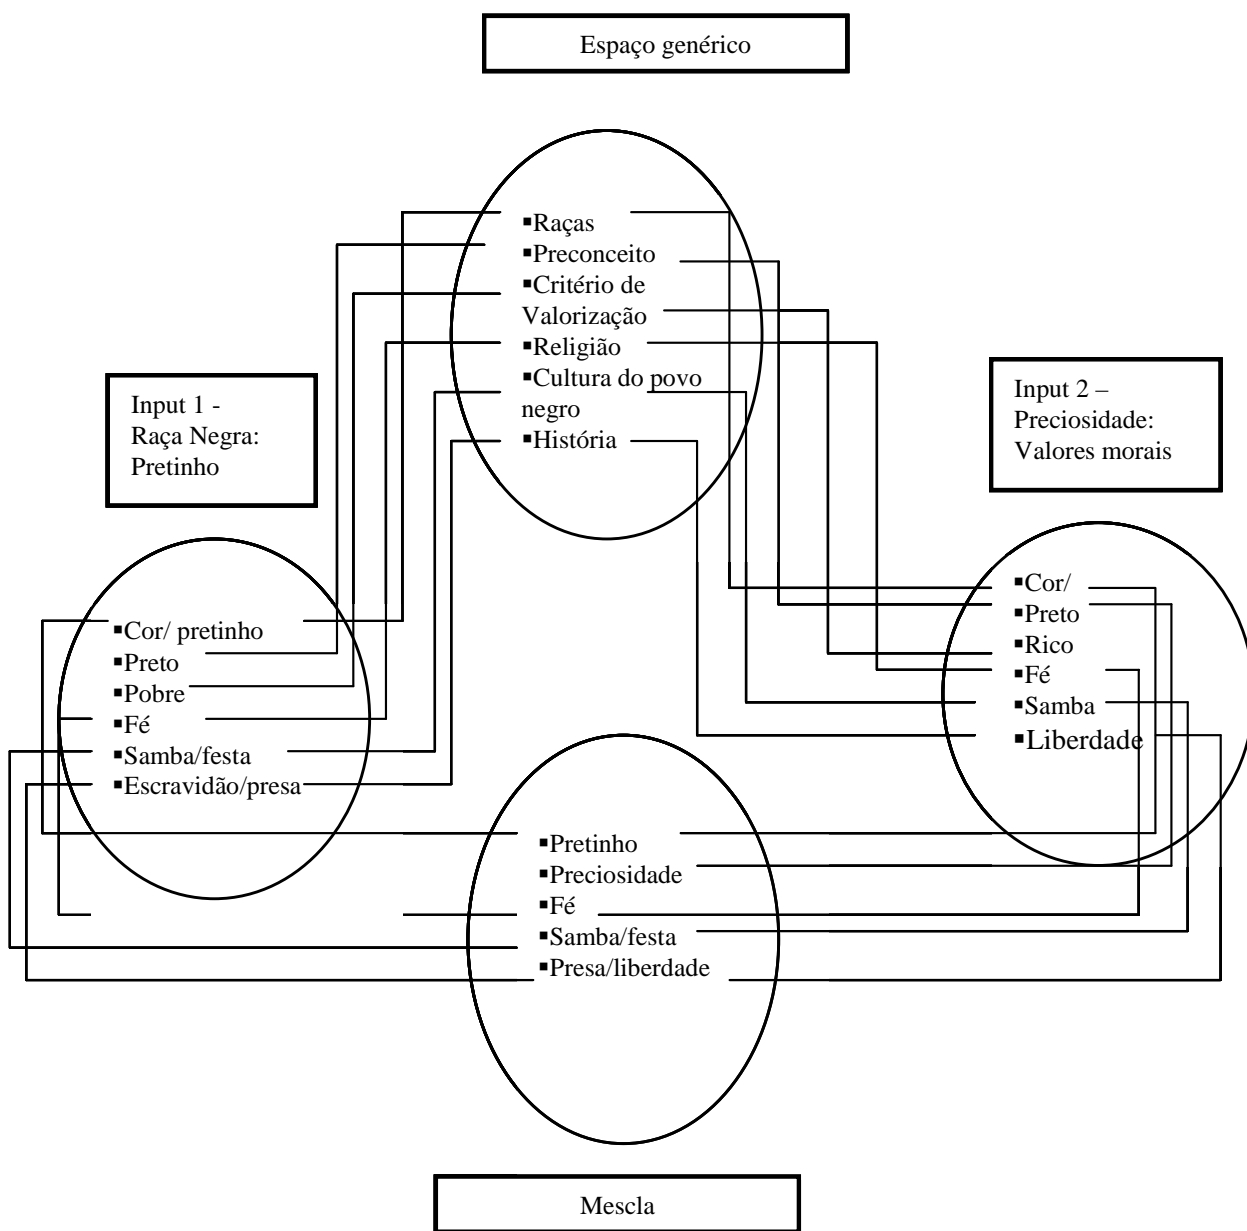 Espaço genérico
▪Raças
▪Preconceito
▪Critério de
Valorização
▪Religião
▪Cultura do povo
negro
▪História
Input 1 -
Raça Negra:
Pretinho
Input 2 –
Preciosidade:
Valores morais
▪Cor/ pretinho
▪Preto
▪Pobre
▪Fé
▪Samba/festa
▪Escravidão/presa
▪Cor/
▪Preto
▪Rico
▪Fé
▪Samba
▪Liberdade
▪Pretinho
▪Preciosidade
▪Fé
▪Samba/festa
▪Presa/liberdade
Mescla